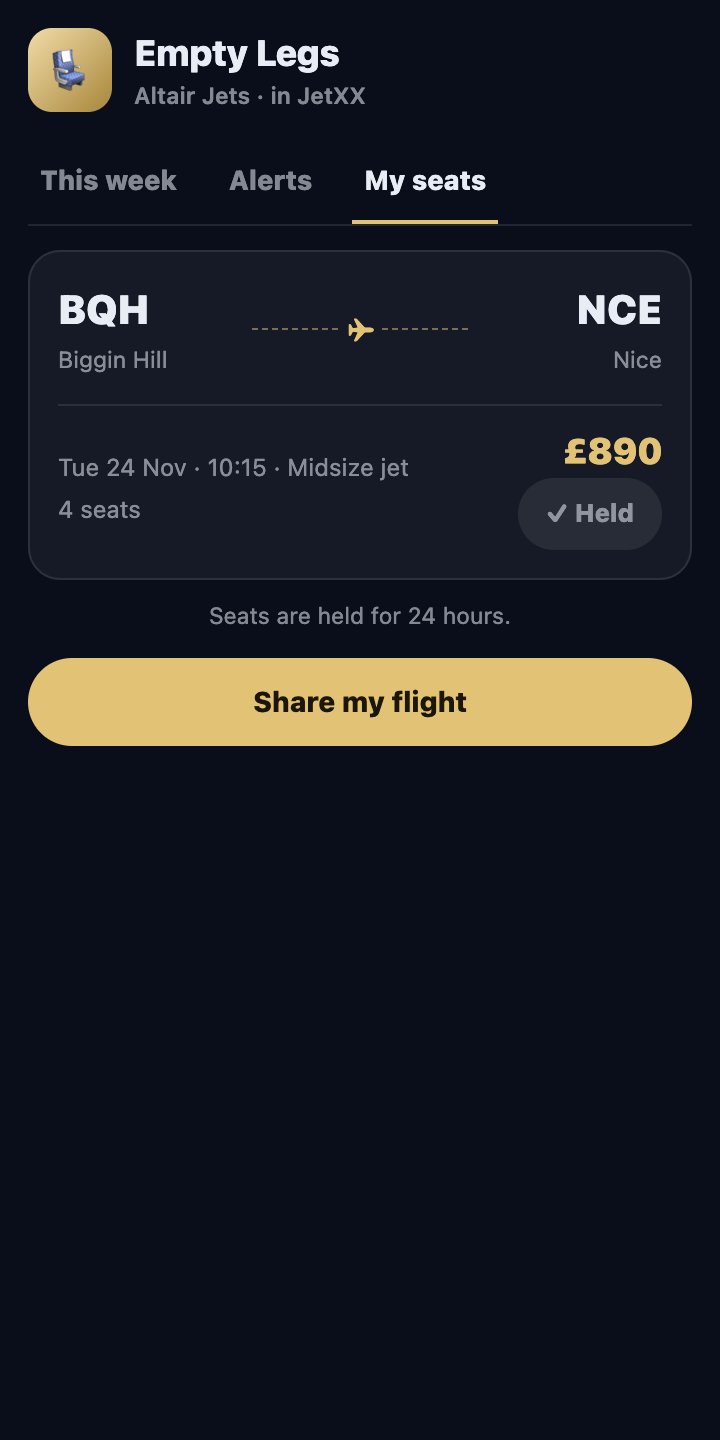 Empty Legs
Altair Jets · in JetXX
This week
Alerts
My seats
BQH
NCE
Biggin Hill
Nice
Tue 24 Nov · 10:15 · Midsize jet
4 seats
£890
✓ Held
Seats are held for 24 hours.
Share my flight